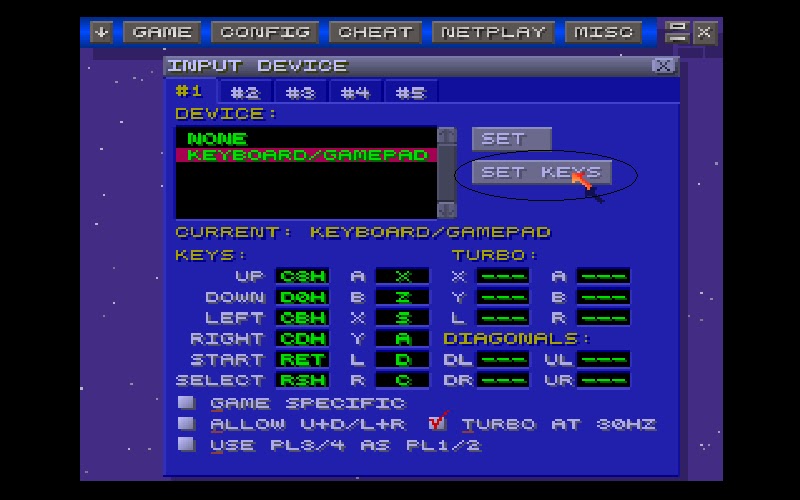 GAME CONFIG CHEAT NETPLAY MISC
INPUT DEVICE
#1 #2 #3 #4 #5
DEVICE:
NONE
KEYBOARD/GAMEPAD
SET
SET KEYS
CURRENT: KEYBOARD/GAMEPAD
KEYS: TURBO:
UP C8H A X X --- A ---
DOWN D0H B Z Y --- B ---
LEFT CBH X S L --- R ---
RIGHT CDH Y A DIAGONALS:
START RET L D DL --- UL ---
SELECT RSH R C DR --- UR ---
GAME SPECIFIC
ALLOW U+D/L+R TURBO AT 30HZ
USE PL3/4 AS PL1/2